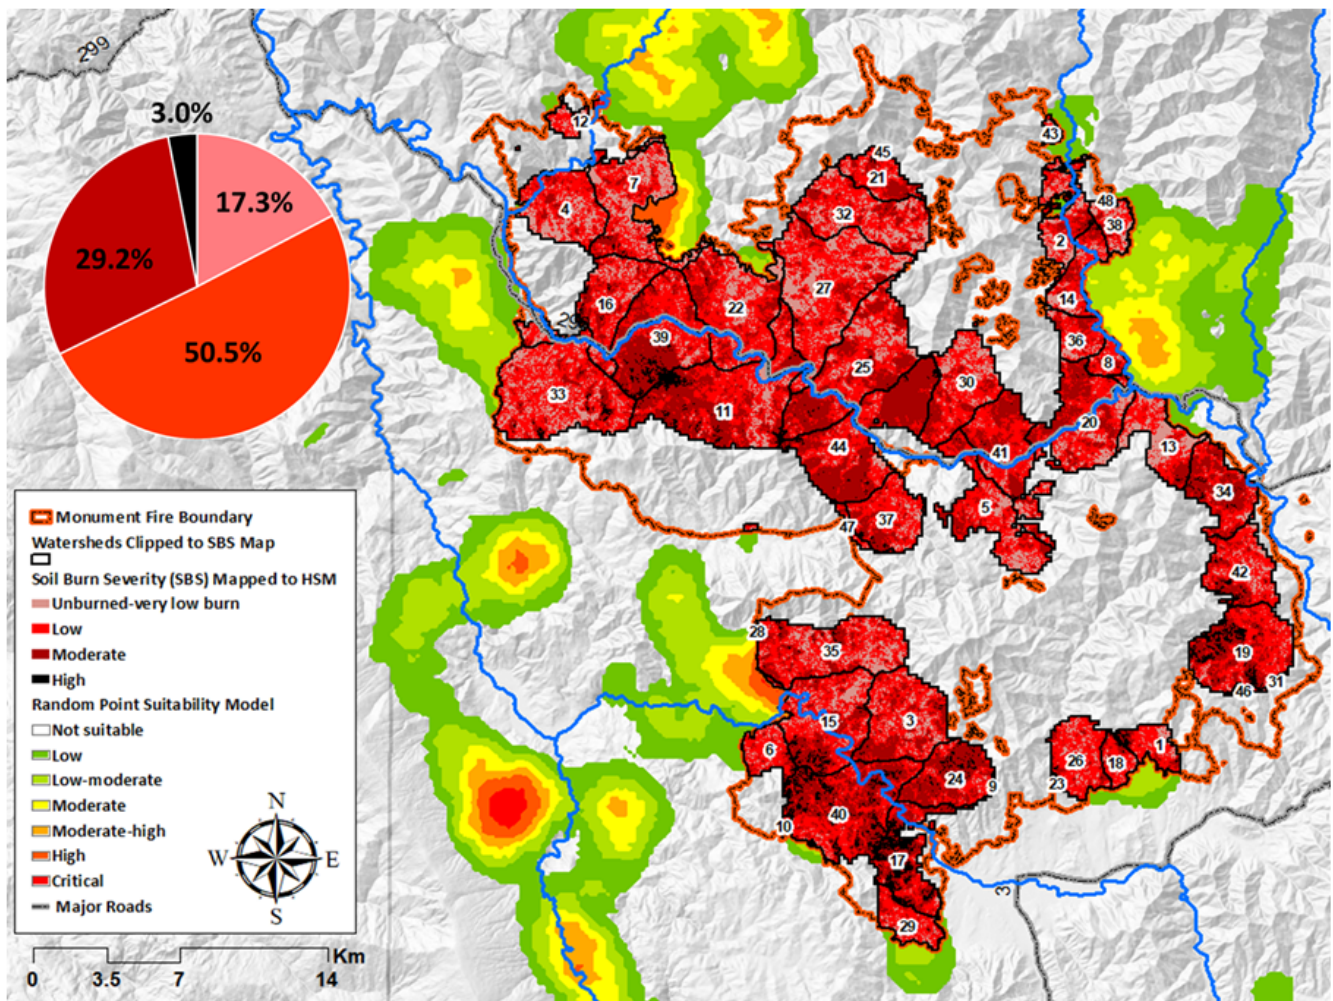 299
3.0%
17.3%
29.2%
50.5%
12
7
4
45
21
32
43
48
38
2
14
36
8
27
22
16
39
33
11
25
30
20
41
44
13
34
5
37
47
42
19
31
46
28
35
15
3
6
24
9
40
10
17
29
26
18
1
23
3
Monument Fire Boundary
Watersheds Clipped to SBS Map
Soil Burn Severity (SBS) Mapped to HSM
Unburned-very low burn
Low
Moderate
High
Random Point Suitability Model
Not suitable
Low
Low-moderate
Moderate
Moderate-high
High
Critical
Major Roads
N
W E
S
Km
0 3.5 7 14